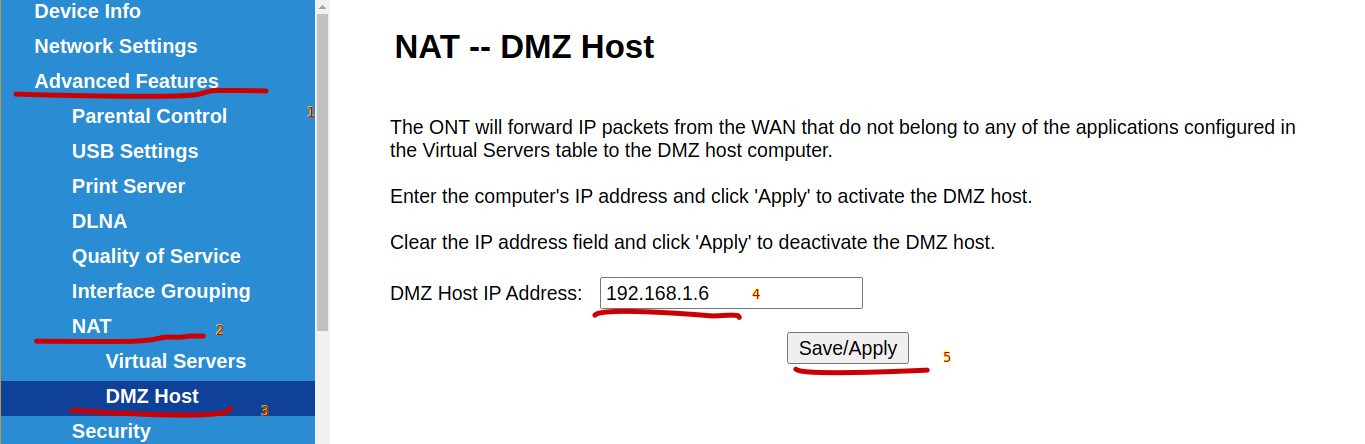 Device Info
Network Settings
Advanced Features
1
Parental Control
USB Settings
Print Server
DLNA
Quality of Service
Interface Grouping
NAT
2
Virtual Servers
DMZ Host
3
Security
NAT -- DMZ Host
The ONT will forward IP packets from the WAN that do not belong to any of the applications configured in
the Virtual Servers table to the DMZ host computer.
Enter the computer's IP address and click 'Apply' to activate the DMZ host.
Clear the IP address field and click 'Apply' to deactivate the DMZ host.
DMZ Host IP Address: 192.168.1.6 4
Save/Apply 5